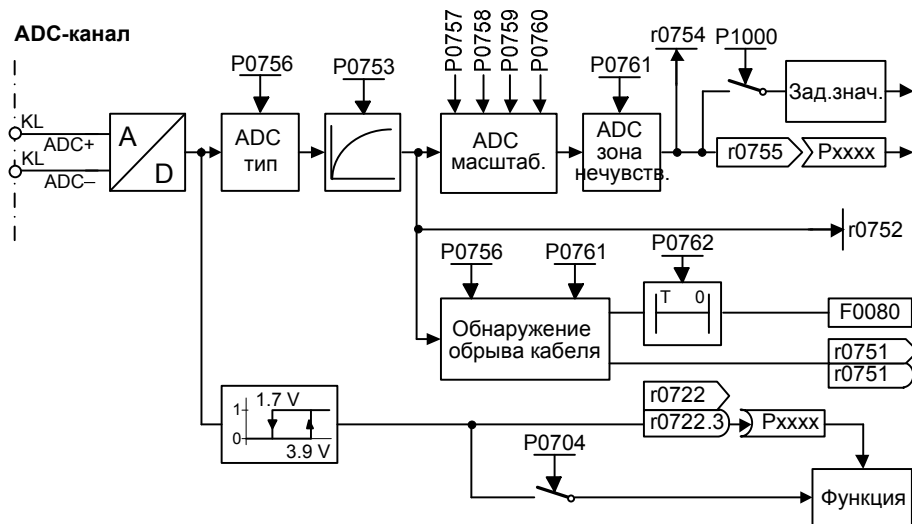 ADC-канал
P0757
P0758
P0759
P0760
r0754
P1000
P0756
P0753
P0761
KL
ADC+
KL
ADC–
A
D
ADC
тип
ADC
масштаб.
ADC
зона
нечувств.
Зад.знач.
r0755
Pxxxx
r0752
P0756
P0761
P0762
T
0
F0080
Обнаружение
обрыва кабеля
r0751
r0751
1.7 V
1
0
3.9 V
r0722
r0722.3
Pxxxx
P0704
Функция